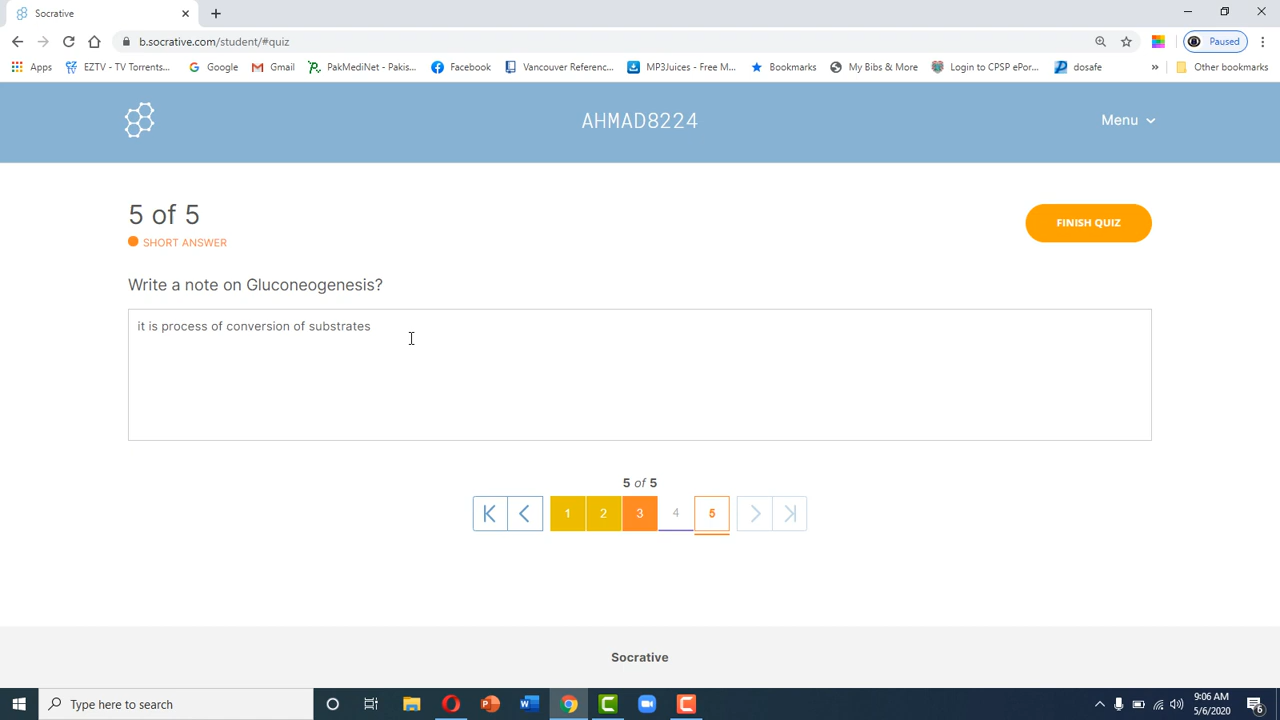 Socrative
b.socrative.com/student/#quiz
Paused
Apps
EZTV - TV Torrents...
Google
Gmail
PakMediNet - Pakis...
Facebook
Vancouver Referenc...
MP3Juices - Free M...
Bookmarks
My Bibs & More
Login to CPSP ePor...
dosafe
»
Other bookmarks
AHMAD8224
Menu
5 of 5
SHORT ANSWER
FINISH QUIZ
Write a note on Gluconeogenesis?
it is process of conversion of substrates
5 of 5
1 2 3 4 5
Socrative
Type here to search
9:06 AM
5/6/2020
6